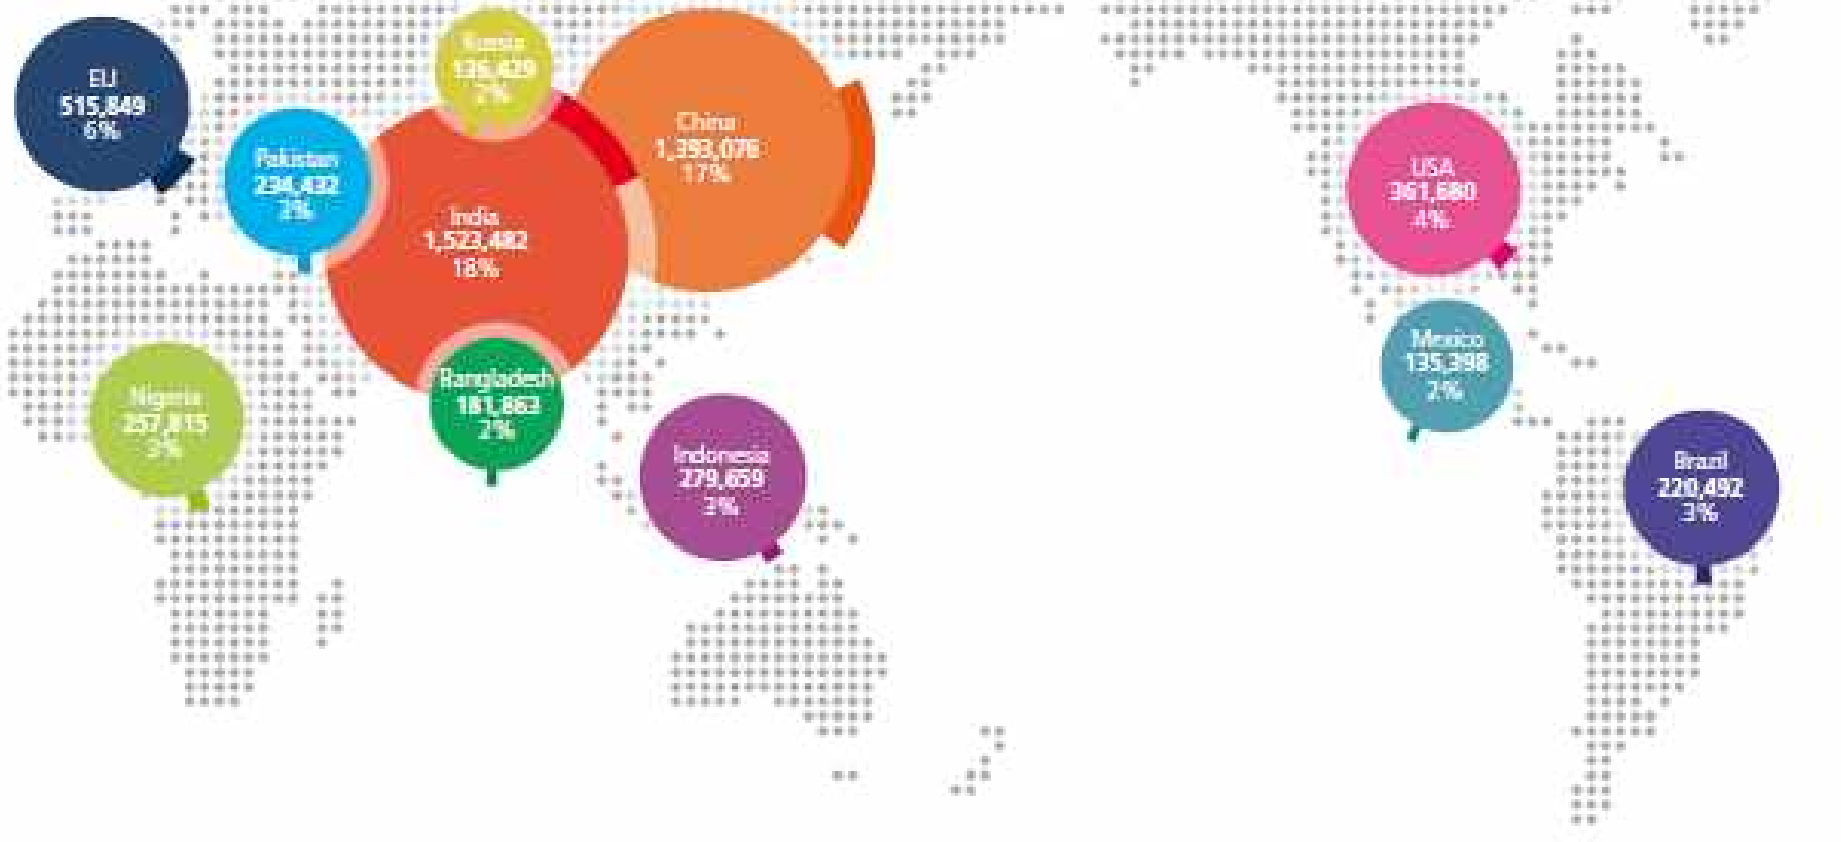 EU
515,849
6%
Russia
136,429
2%
China
1,393,076
17%
Pakistan
234,432
3%
India
1,523,482
18%
USA
361,680
4%
Mexico
135,398
2%
Nigeria
257,815
3%
Bangladesh
181,863
2%
Indonesia
279,659
3%
Brazil
220,492
3%